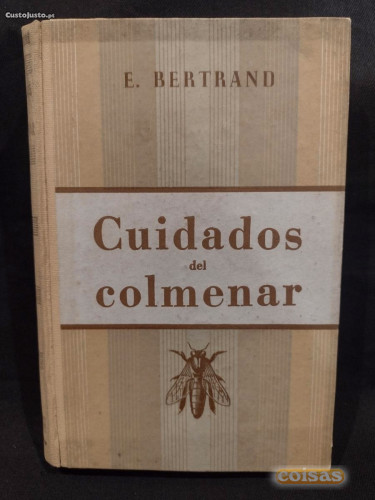 CustoJusto.pt
E. BERTRAND
Cuidados
del
colmenar
coisas